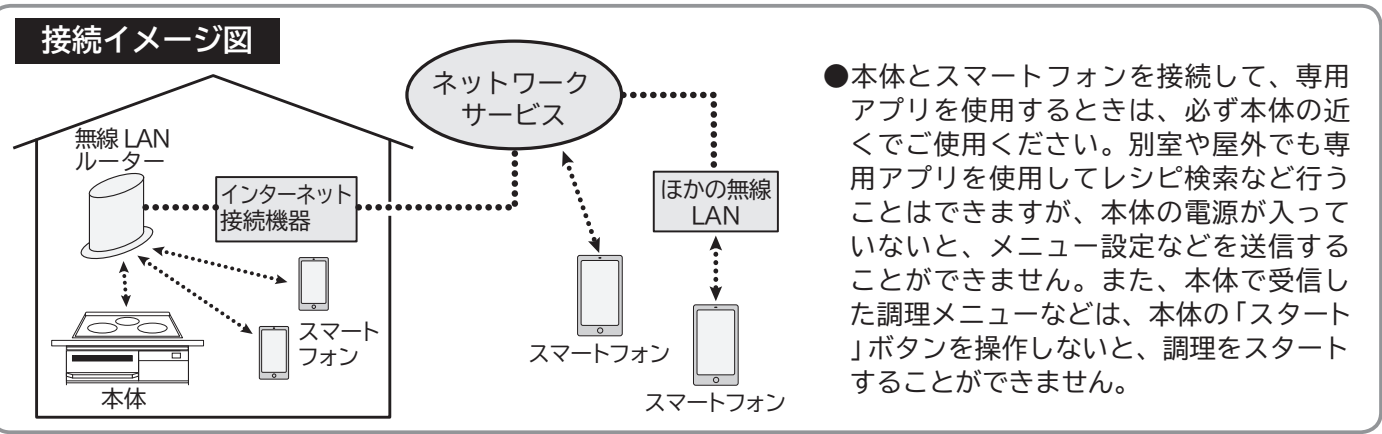 接続イメージ図
ネットワーク
サービス
無線 LAN
ルーター
インターネット
接続機器
ほかの無線
LAN
スマート
フォン
本体
スマートフォン
スマートフォン
●本体とスマートフォンを接続して、専用
アプリを使用するときは、必ず本体の近
くでご使用ください。別室や屋外でも専
用アプリを使用してレシピ検索など行う
ことはできますが、本体の電源が入って
いないと、メニュー設定などを送信する
ことができません。また、本体で受信し
た調理メニューなどは、本体の「スタート
」ボタンを操作しないと、調理をスタート
することができません。